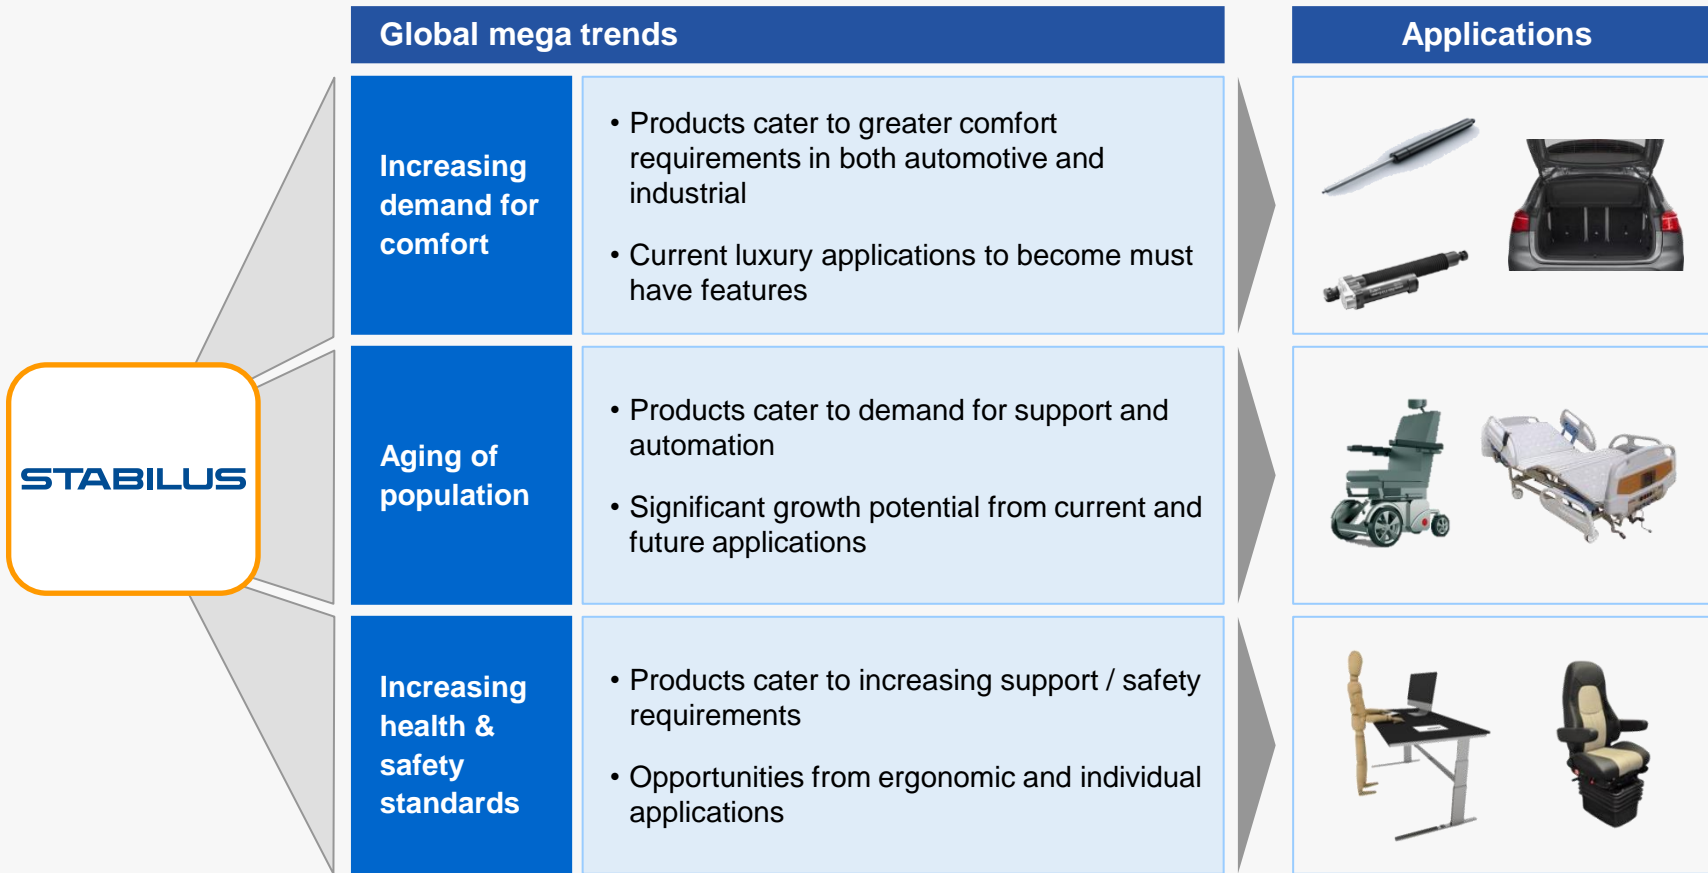 Global mega trends
Applications
Increasing
demand for
comfort
• Products cater to greater comfort
requirements in both automotive and
industrial
• Current luxury applications to become must
have features
STABILUS
Aging of
population
• Products cater to demand for support and
automation
• Significant growth potential from current and
future applications
Increasing
health &
safety
standards
• Products cater to increasing support / safety
requirements
• Opportunities from ergonomic and individual
applications